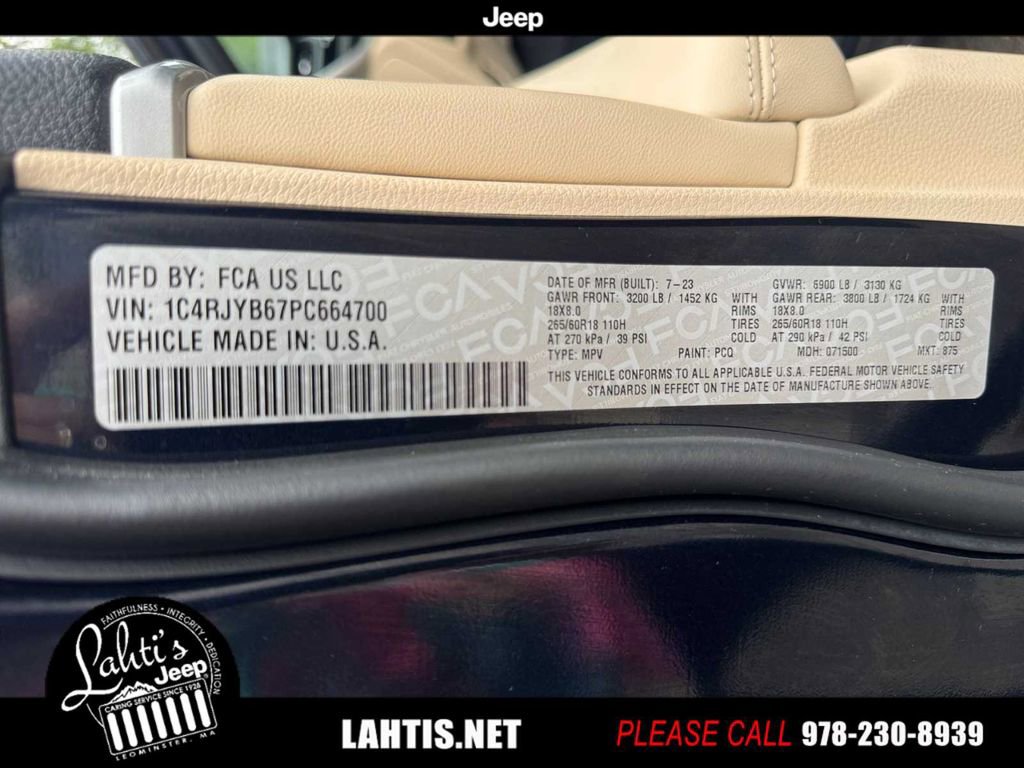 Jeep
MFD BY: FCA US LLC
VIN: 1C4RJYB67PC664700
VEHICLE MADE IN: U.S.A.
DATE OF MFR (BUILT): 7-23 GVWR: 6900 LB / 3130 KG
GAWR FRONT: 3200 LB / 1452 KG WITH GAWR REAR: 3800 LB / 1724 KG WITH
18X8.0 RIMS 18X8.0 RIMS
265/60R18 110H TIRES 265/60R18 110H TIRES
AT 270 kPa / 39 PSI COLD AT 290 kPa / 42 PSI COLD
TYPE: MPV PAINT: PCQ MDH: 071500 MKT: 875
THIS VEHICLE CONFORMS TO ALL APPLICABLE U.S.A. FEDERAL MOTOR VEHICLE SAFETY
STANDARDS IN EFFECT ON THE DATE OF MANUFACTURE SHOWN ABOVE.
FAITHFULNESS · INTEGRITY · DEDICATION
Lahti's
Jeep
CARING SERVICE SINCE 1928
LEOMINSTER, MA
LAHTIS.NET
PLEASE CALL 978-230-8939